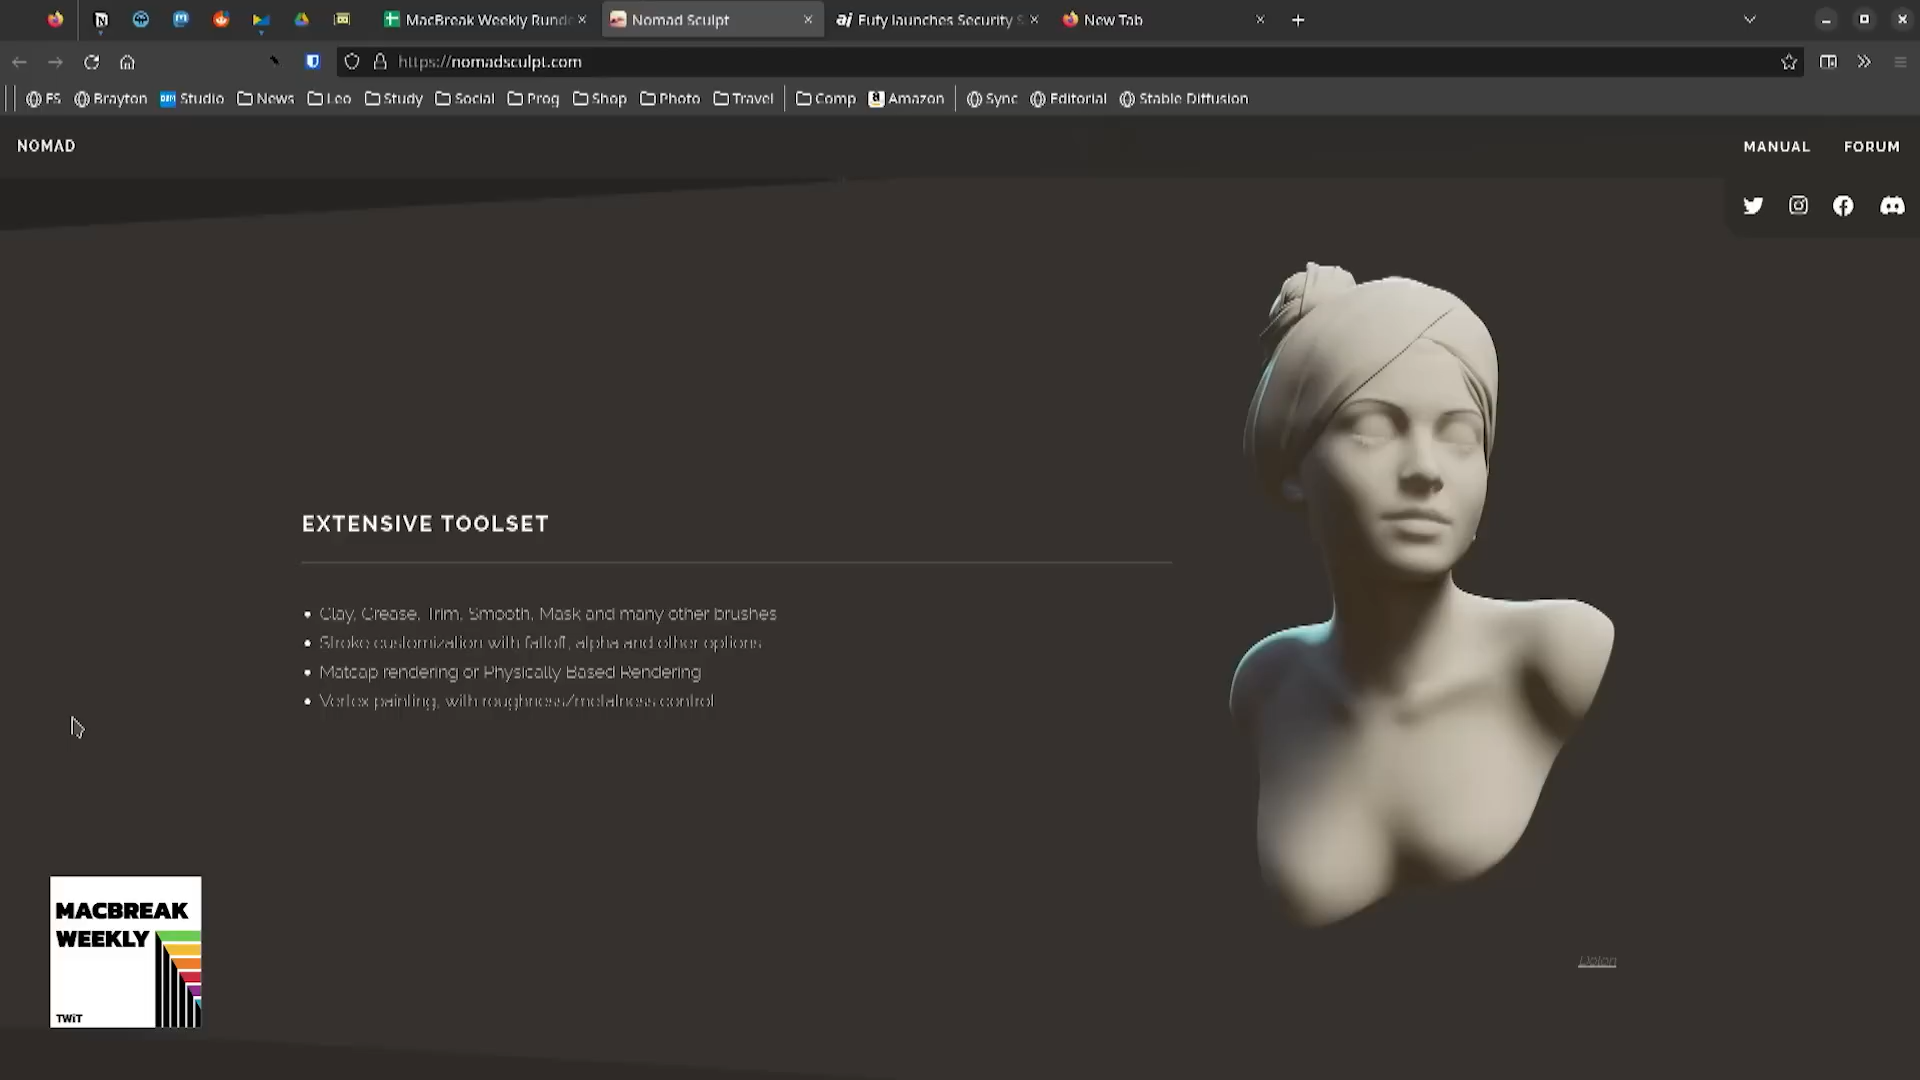 MacBreak Weekly Rund
Nomad Sculpt
ai Eufy launches Security S
New Tab
https://nomadsculpt.com
FS
Brayton
Studio
News
Leo
Study
Social
Prog
Shop
Photo
Travel
Comp
Amazon
Sync
Editorial
Stable Diffusion
NOMAD
MANUAL
FORUM
EXTENSIVE TOOLSET
• Clay, Crease, Trim, Smooth, Mask and many other brushes
• Stroke customization with falloff, alpha and other options
• Matcap rendering or Physically Based Rendering
• Vertex painting, with roughness/metalness control
MACBREAK
WEEKLY
TWiT